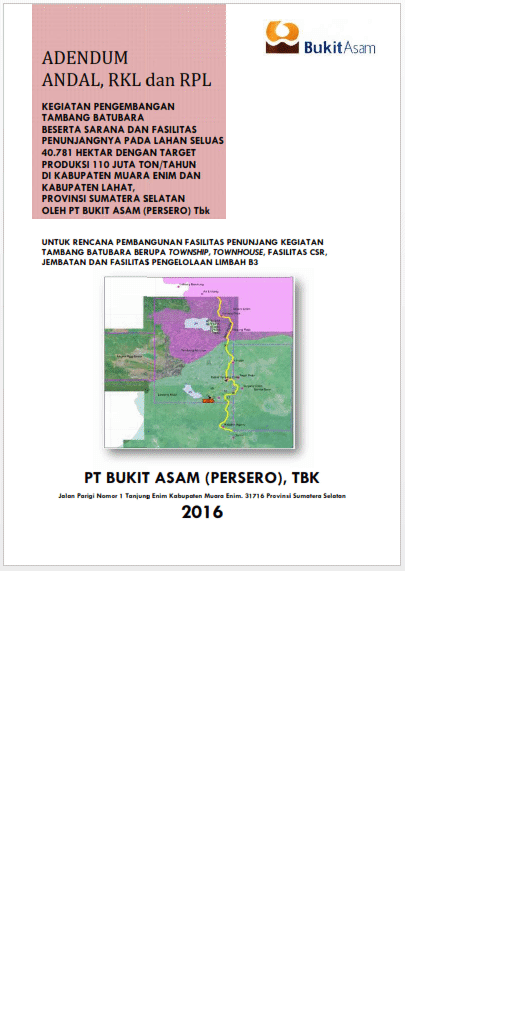 BukitAsam
ADENDUM
ANDAL, RKL dan RPL
KEGIATAN PENGEMBANGAN
TAMBANG BATUBARA
BESERTA SARANA DAN FASILITAS
PENUNJANGNYA PADA LAHAN SELUAS
40.781 HEKTAR DENGAN TARGET
PRODUKSI 110 JUTA TON/TAHUN
DI KABUPATEN MUARA ENIM DAN
KABUPATEN LAHAT,
PROVINSI SUMATERA SELATAN
OLEH PT BUKIT ASAM (PERSERO) Tbk
UNTUK RENCANA PEMBANGUNAN FASILITAS PENUNJANG KEGIATAN
TAMBANG BATUBARA BERUPA TOWNSHIP, TOWNHOUSE, FASILITAS CSR,
JEMBATAN DAN FASILITAS PENGELOLAAN LIMBAH B3
PT BUKIT ASAM (PERSERO), TBK
Jalan Parigi Nomor 1 Tanjung Enim Kabupaten Muara Enim. 31716 Provinsi Sumatera Selatan
2016